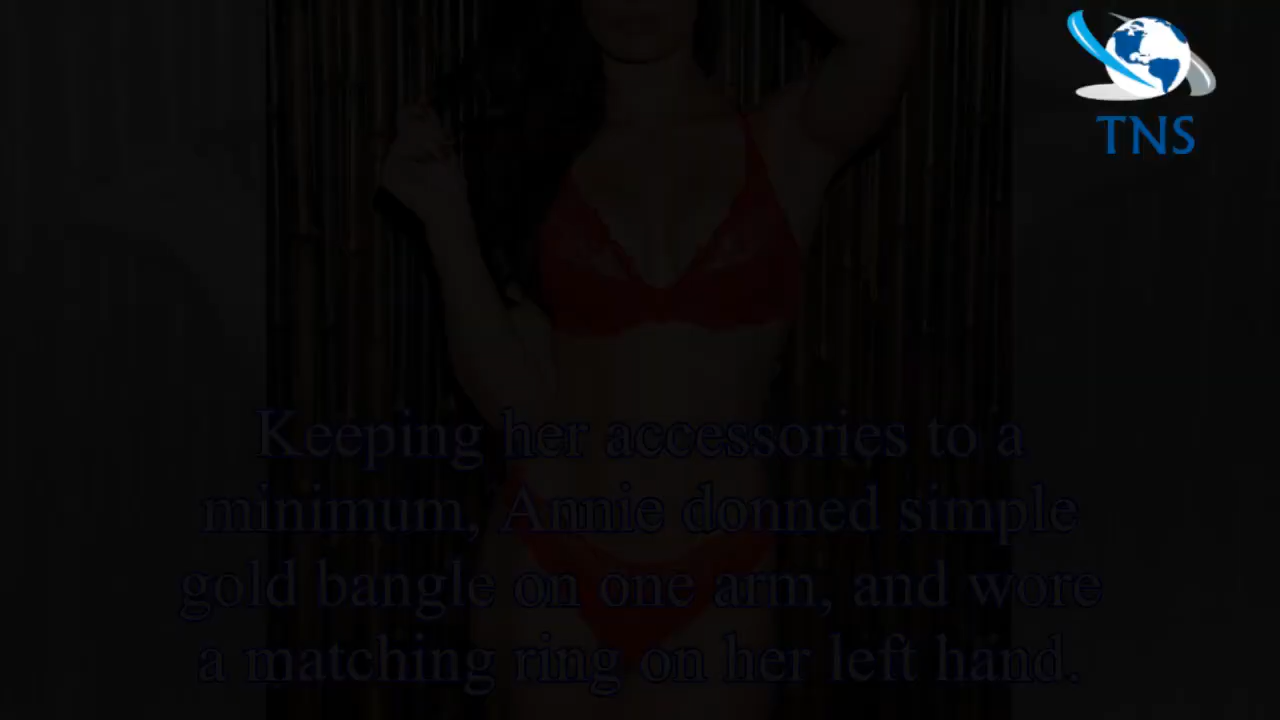 TNS
Keeping her accessories to a
minimum, Annie donned simple
gold bangle on one arm, and wore
a matching ring on her left hand.